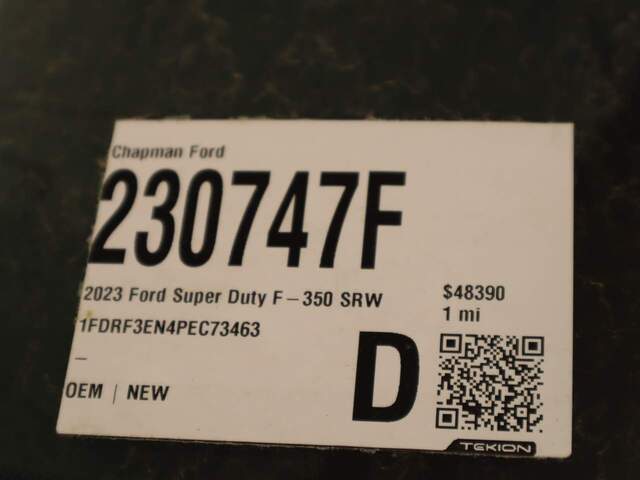 Chapman Ford
230747F
2023 Ford Super Duty F-350 SRW
$48390
1FDRF3EN4PEC73463
1 mi
–
OEM | NEW
D
TEKION